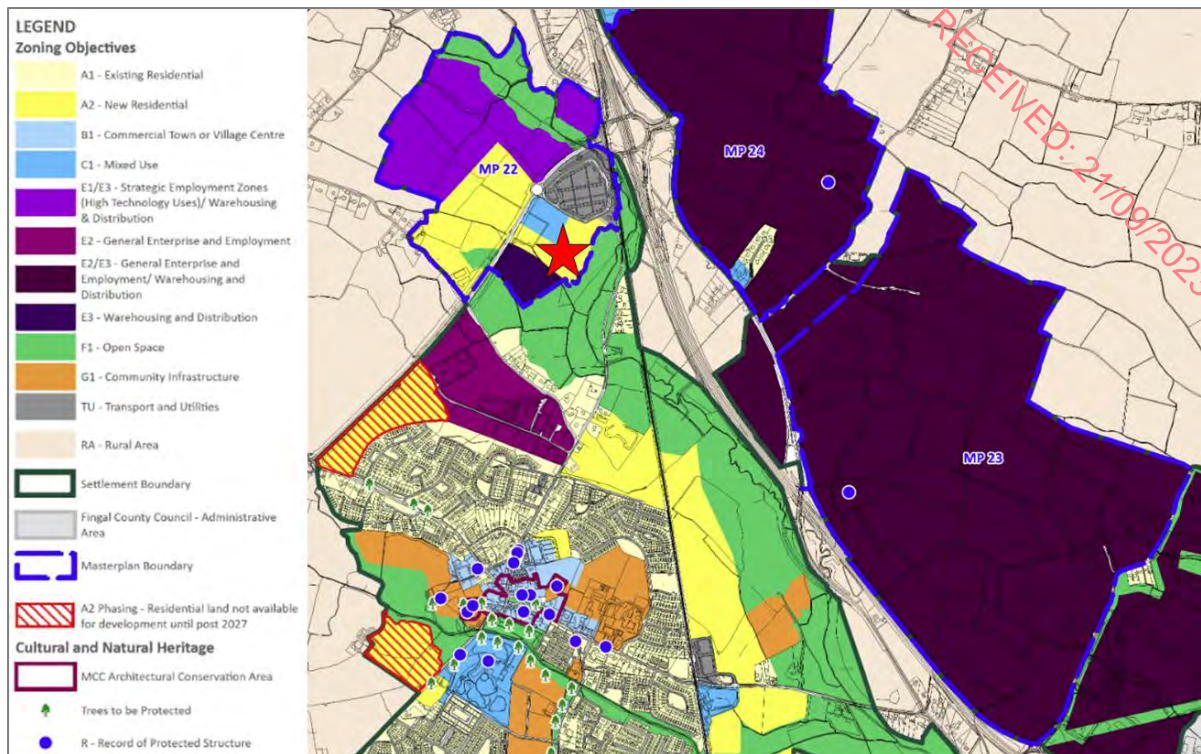 LEGEND
Zoning Objectives
A1 - Existing Residential
A2 - New Residential
B1 - Commercial Town or Village Centre
C1 - Mixed Use
E1/E3 - Strategic Employment Zones
(High Technology Uses)/ Warehousing
& Distribution
E2 - General Enterprise and Employment
E2/E3 - General Enterprise and
Employment/ Warehousing and
Distribution
E3 - Warehousing and Distribution
F1 - Open Space
G1 - Community Infrastructure
TU - Transport and Utilities
RA - Rural Area
Settlement Boundary
Fingal County Council - Administrative
Area
Masterplan Boundary
A2 Phasing - Residential land not available
for development until post 2027
Cultural and Natural Heritage
MCC Architectural Conservation Area
Trees to be Protected
R - Record of Protected Structure
MP 22
MP 24
MP 23
RECEIVED: 21/09/2023